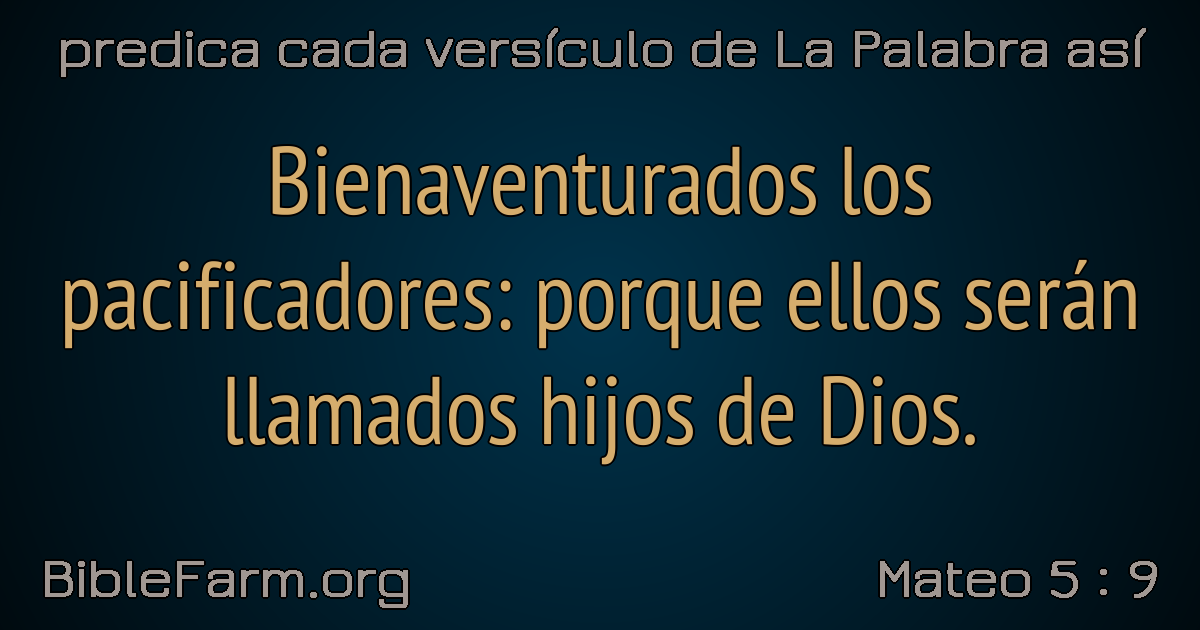 predica cada versículo de La Palabra así
Bienaventurados los
pacificadores: porque ellos serán
llamados hijos de Dios.
BibleFarm.org
Mateo 5 : 9